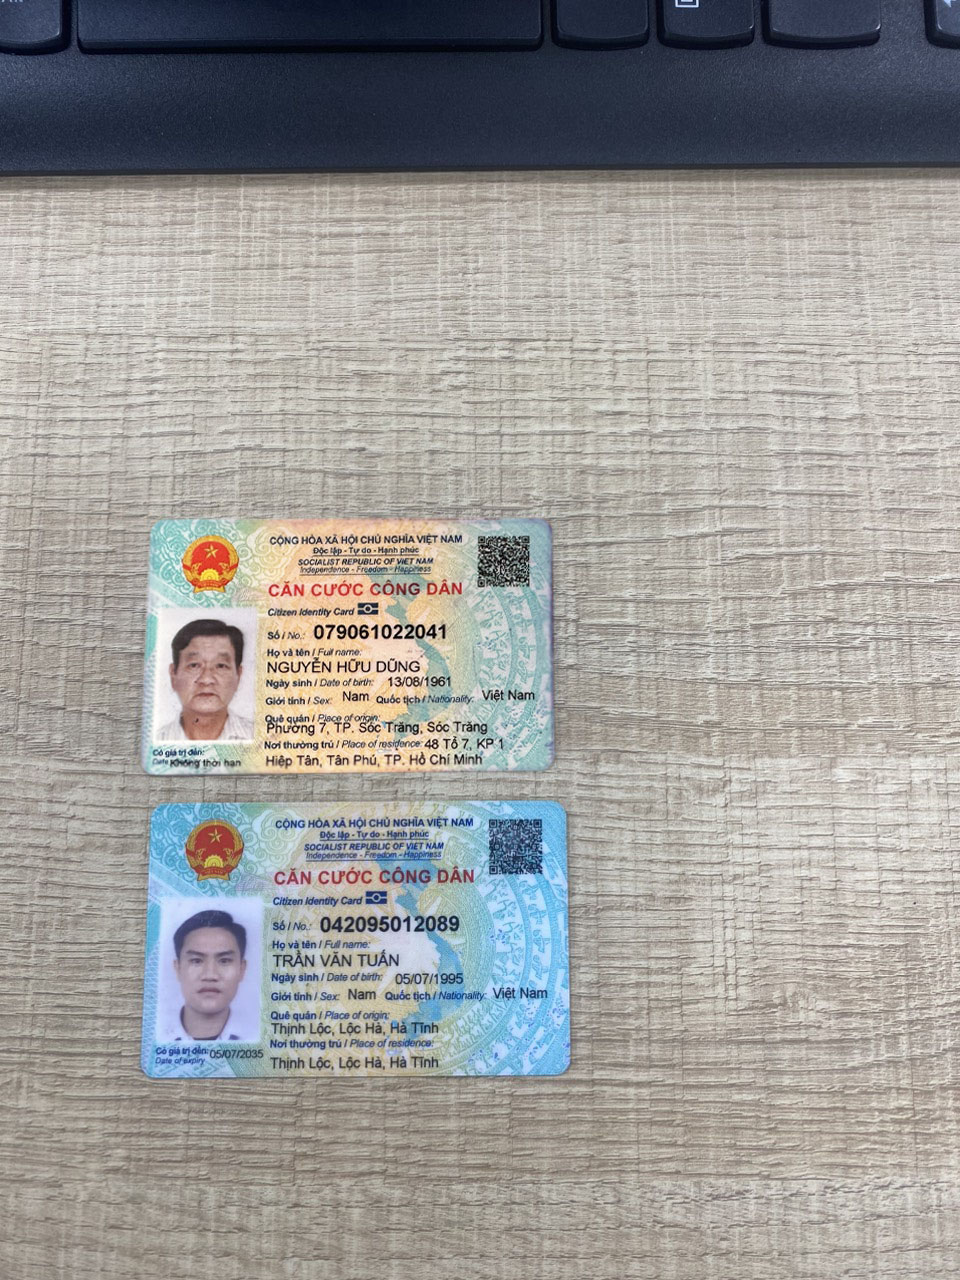 CỘNG HÒA XÃ HỘI CHỦ NGHĨA VIỆT NAM
Độc lập - Tự do - Hạnh phúc
SOCIALIST REPUBLIC OF VIET NAM
Independence - Freedom - Happiness
CĂN CƯỚC CÔNG DÂN
Citizen Identity Card
Số / No.: 079061022041
Họ và tên / Full name:
NGUYỄN HỮU DŨNG
Ngày sinh / Date of birth: 13/08/1961
Giới tính / Sex: Nam Quốc tịch / Nationality: Việt Nam
Quê quán / Place of origin:
Phường 7, TP. Sóc Trăng, Sóc Trăng
Nơi thường trú / Place of residence: 48 Tổ 7, KP 1
Hiệp Tân, Tân Phú, TP. Hồ Chí Minh
Có giá trị đến:
Date Không thời hạn
CỘNG HÒA XÃ HỘI CHỦ NGHĨA VIỆT NAM
Độc lập - Tự do - Hạnh phúc
SOCIALIST REPUBLIC OF VIET NAM
Independence - Freedom - Happiness
CĂN CƯỚC CÔNG DÂN
Citizen Identity Card
Số / No.: 042095012089
Họ và tên / Full name:
TRẦN VĂN TUẤN
Ngày sinh / Date of birth: 05/07/1995
Giới tính / Sex: Nam Quốc tịch / Nationality: Việt Nam
Quê quán / Place of origin:
Thịnh Lộc, Lộc Hà, Hà Tĩnh
Nơi thường trú / Place of residence:
Thịnh Lộc, Lộc Hà, Hà Tĩnh
Có giá trị đến: 05/07/2035
Date of expiry